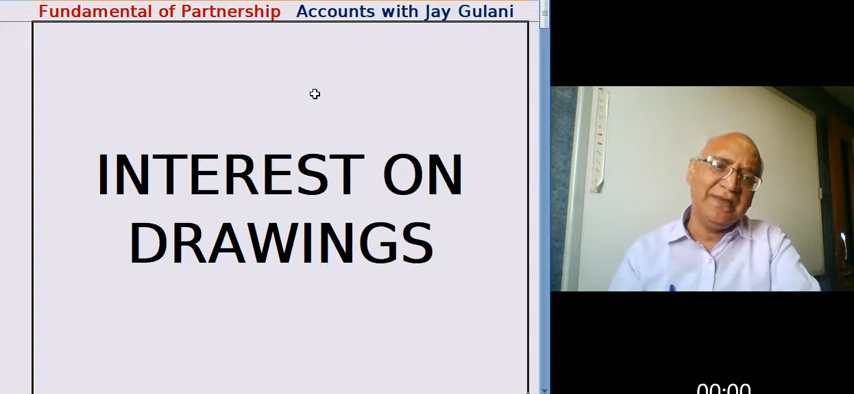 Fundamental of Partnership Accounts with Jay Gulani
INTEREST ON
DRAWINGS
00:00